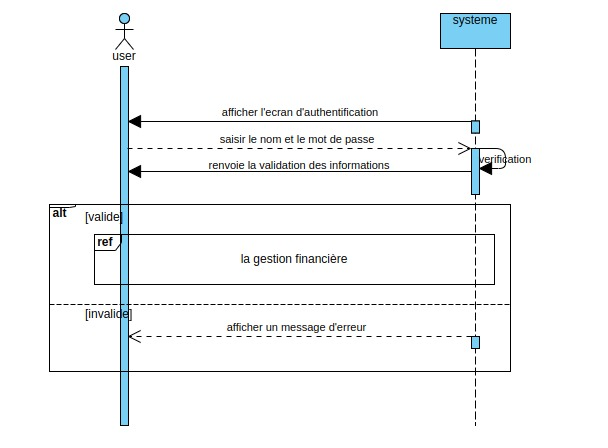 systeme
user
afficher l'ecran d'authentification
saisir le nom et le mot de passe
verification
renvoie la validation des informations
alt
[valide]
ref
la gestion financière
[invalide]
afficher un message d'erreur